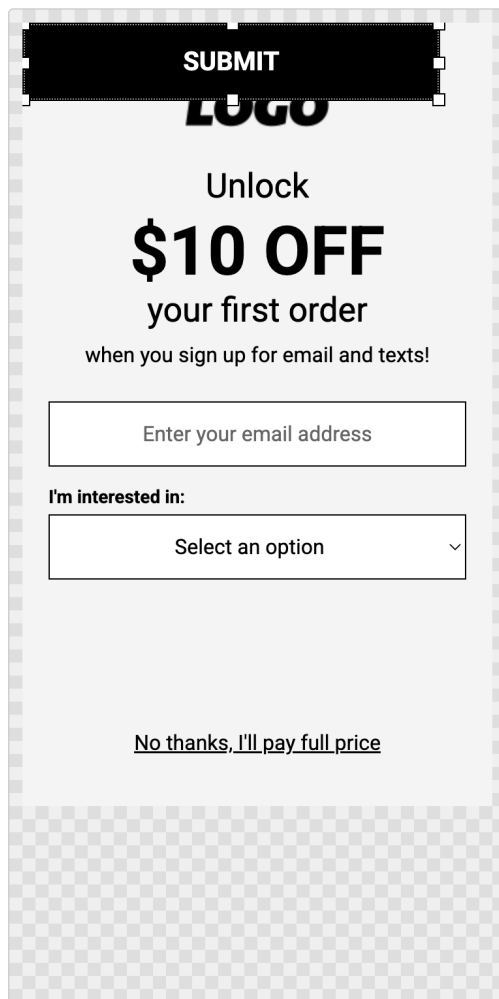 SUBMIT
LOGO
Unlock
$10 OFF
your first order
when you sign up for email and texts!
Enter your email address
I'm interested in:
Select an option
No thanks, I'll pay full price